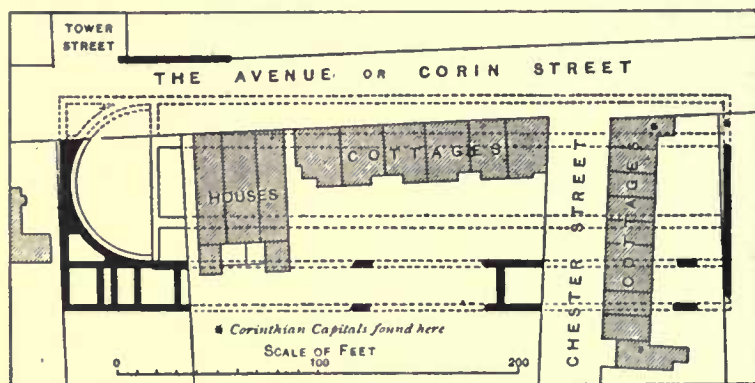 TOWER
STREET
THE AVENUE OR CORIN STREET
COTTAGES
HOUSES
CHESTER STREET
COTTAGES
* Corinthian Capitals found here
SCALE OF FEET
0 100 200